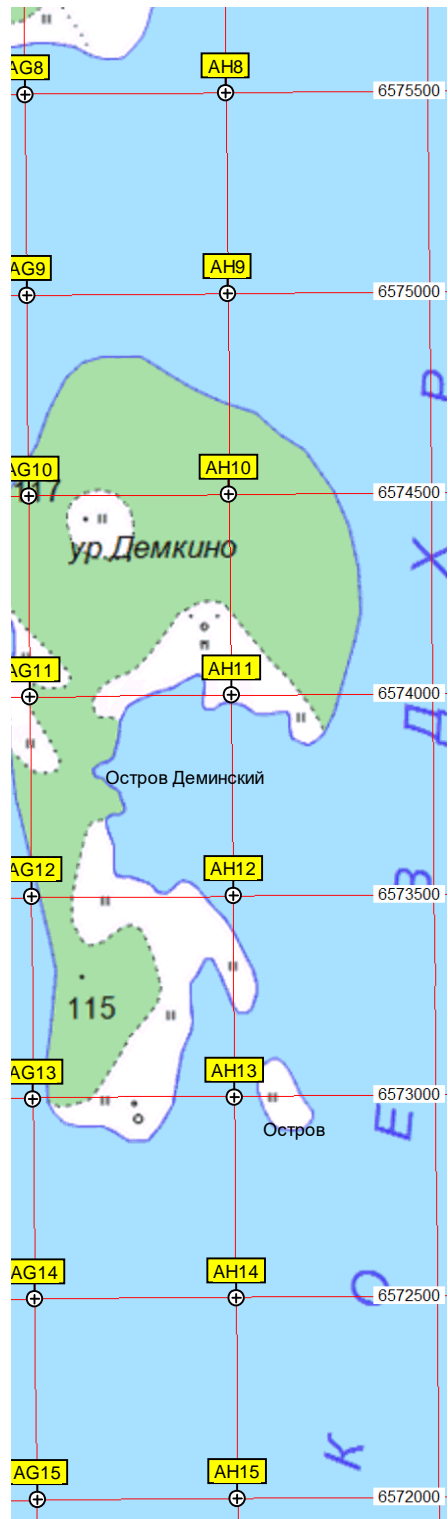 AG8 AH8
6575500
AG9 AH9
6575000
Р
AG10 AH10
117
6574500
ур.Демкино
Х
AG11 AH11
6574000
Д
Остров Деминский
З
AG12 AH12
6573500
115
AG13 AH13
6573000
Е
Остров
AG14 AH14
О
6572500
К
AG15 AH15
6572000